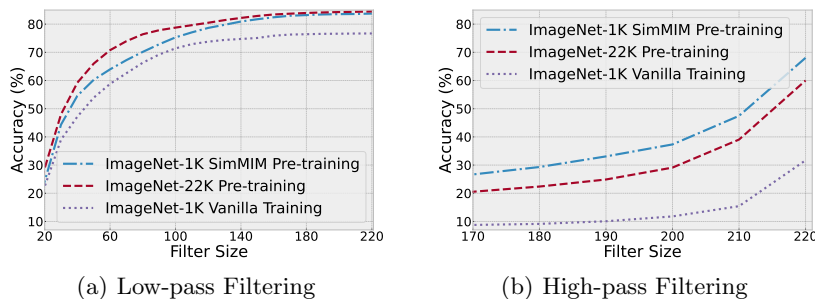 Accuracy (%)
80
70
60
50
40
30
20
10
ImageNet-1K SimMIM Pre-training
ImageNet-22K Pre-training
ImageNet-1K Vanilla Training
20 60 100 140 180 220
Filter Size
(a) Low-pass Filtering
Accuracy (%)
80
70
60
50
40
30
20
10
ImageNet-1K SimMIM Pre-training
ImageNet-22K Pre-training
ImageNet-1K Vanilla Training
170 180 190 200 210 220
Filter Size
(b) High-pass Filtering